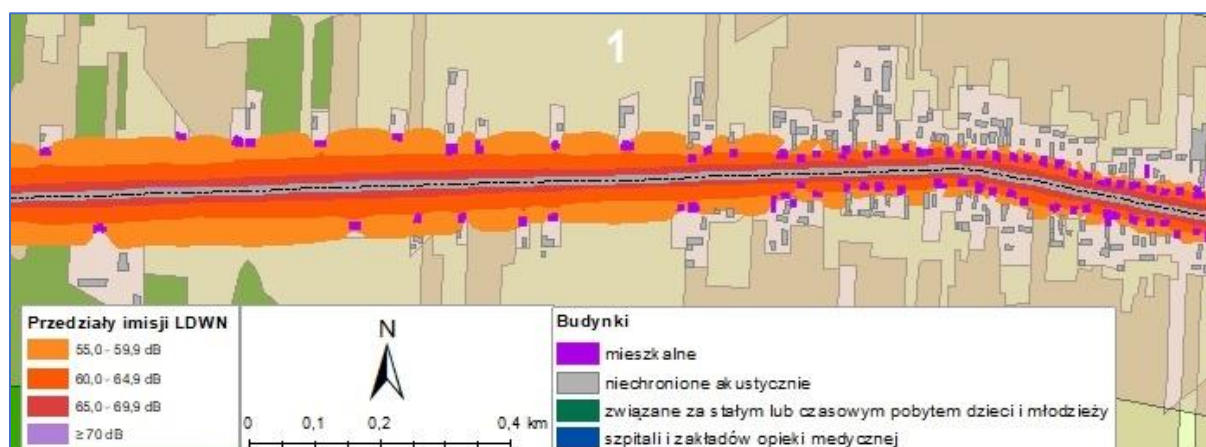 1
Przedziały imisji LDWN
55,0 - 59,9 dB
60,0 - 64,9 dB
65,0 - 69,9 dB
≥70 dB
N
0 0,1 0,2 0,4 km
Budynki
mieszkalne
niechronione akustycznie
związane za stałym lub czasowym pobytem dzieci i młodzieży
szpitali i zakładów opieki medycznej